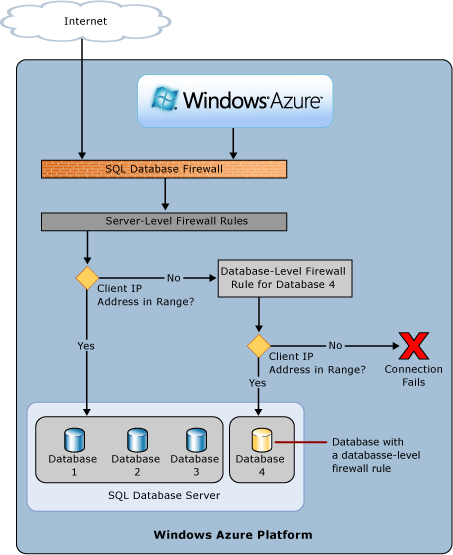 Internet
Windows Azure™
SQL Database Firewall
Server-Level Firewall Rules
No
Database-Level Firewall
Rule for Database 4
Client IP
Address in Range?
No
Client IP
Address in Range?
Yes
Connection
Fails
Yes
Database
1
Database
2
Database
3
Database
4
Database with
a databasse-level
firewall rule
SQL Database Server
Windows Azure Platform